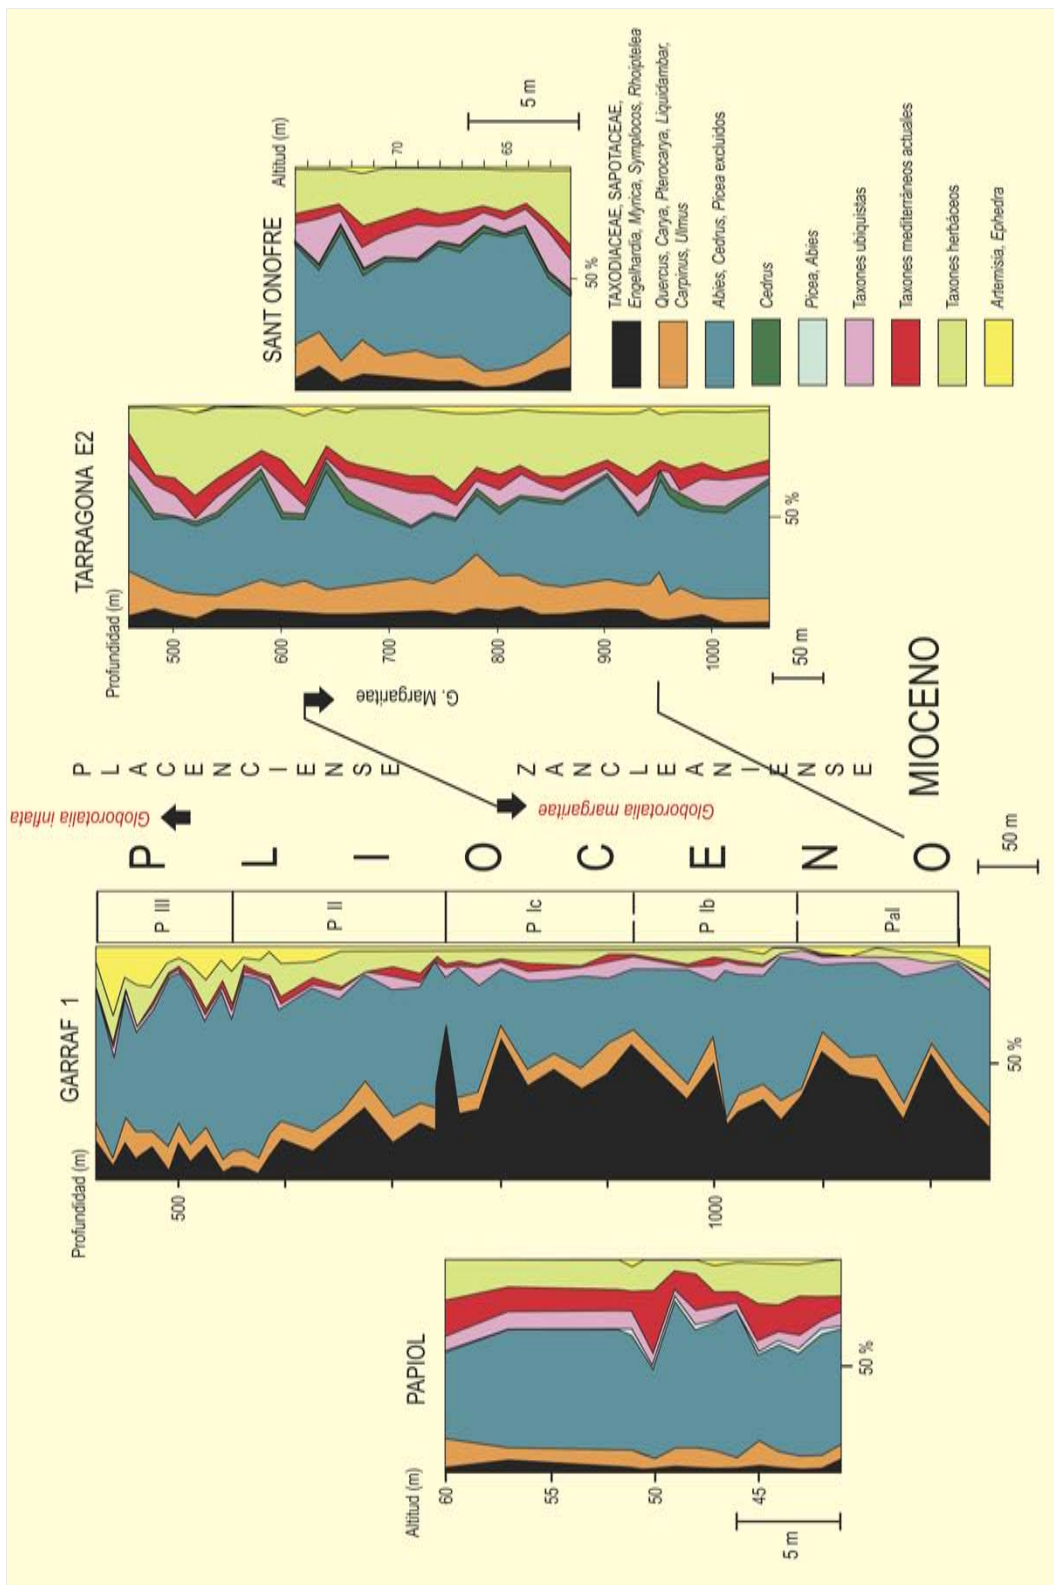 PAPIOL
Altitud (m)
60
55
50
45
50 %
5 m
GARRAF 1
Profundidad (m)
500
1000
50 %
P III
P II
P Ic
P Ib
PaI
PLIOCENO
50 m
Globorotalia inflata
Globorotalia margaritae
PLACENCIENSE
ZANCLEANIENNSE
MIOCENO
G. Margaritae
TARRAGONA E2
Profundidad (m)
500
600
700
800
900
1000
50 %
50 m
SANT ONOFRE
Altitud (m)
70
65
50 %
5 m
TAXODIACEAE, SAPOTACEAE,
Engelhardia, Myrica, Symplocos, Rhoiptelea
Quercus, Carya, Pterocarya, Liquidambar,
Carpinus, Ulmus
Abies, Cedrus, Picea excluidos
Cedrus
Picea, Abies
Taxones ubiquistas
Taxones mediterráneos actuales
Taxones herbáceos
Artemisia, Ephedra